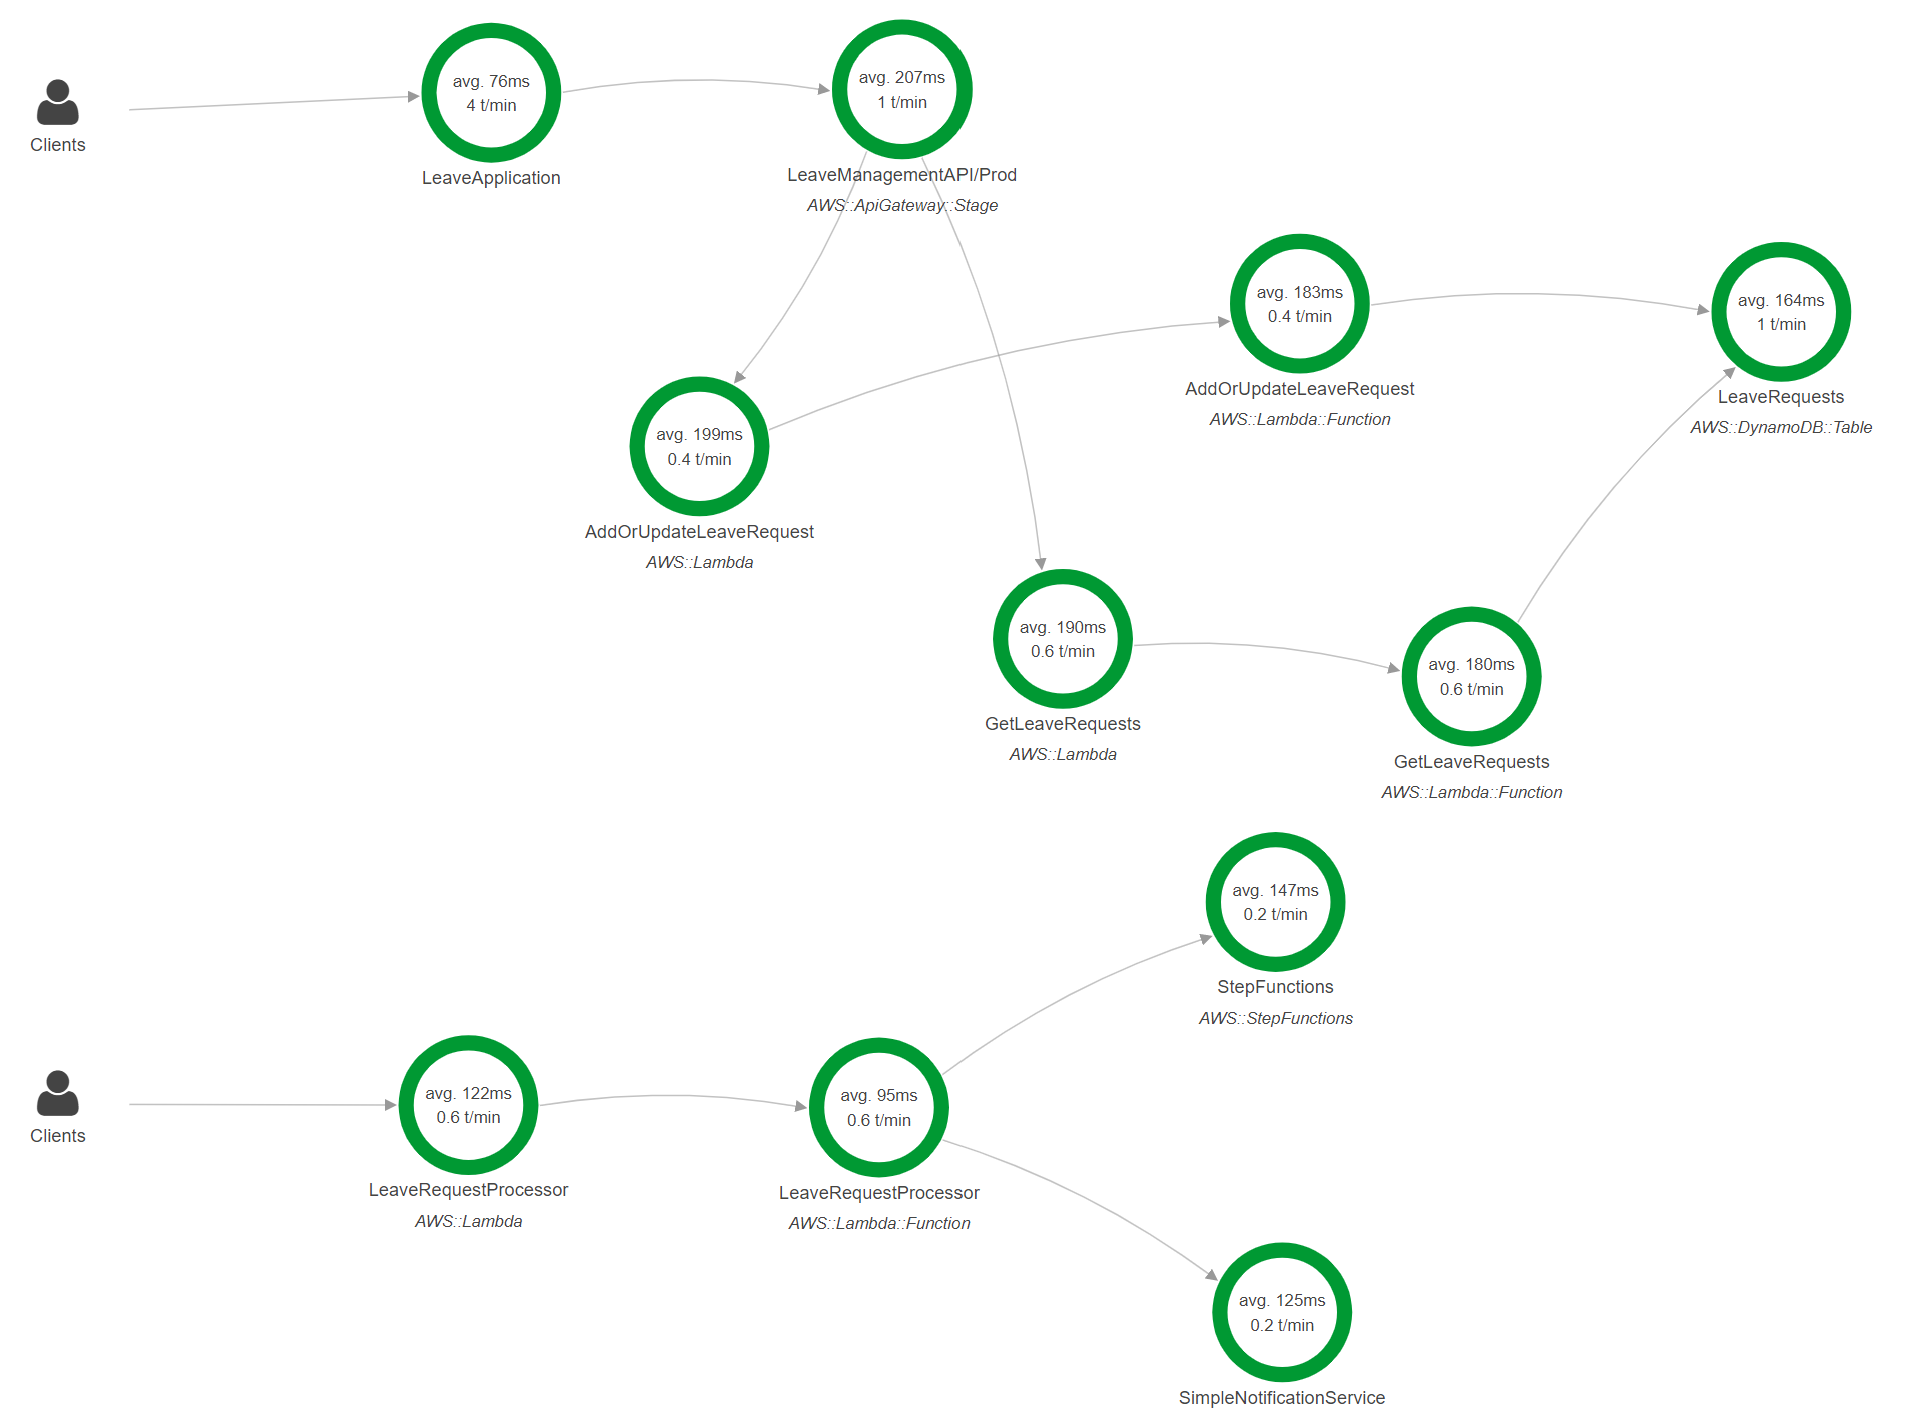 Clients
avg. 76ms
4 t/min
LeaveApplication
avg. 207ms
1 t/min
LeaveManagementAPI/Prod
AWS::ApiGateway::Stage
avg. 183ms
0.4 t/min
AddOrUpdateLeaveRequest
AWS::Lambda::Function
avg. 164ms
1 t/min
LeaveRequests
AWS::DynamoDB::Table
avg. 199ms
0.4 t/min
AddOrUpdateLeaveRequest
AWS::Lambda
avg. 190ms
0.6 t/min
GetLeaveRequests
AWS::Lambda
avg. 180ms
0.6 t/min
GetLeaveRequests
AWS::Lambda::Function
avg. 147ms
0.2 t/min
StepFunctions
AWS::StepFunctions
Clients
avg. 122ms
0.6 t/min
LeaveRequestProcessor
AWS::Lambda
avg. 95ms
0.6 t/min
LeaveRequestProcessor
AWS::Lambda::Function
avg. 125ms
0.2 t/min
SimpleNotificationService